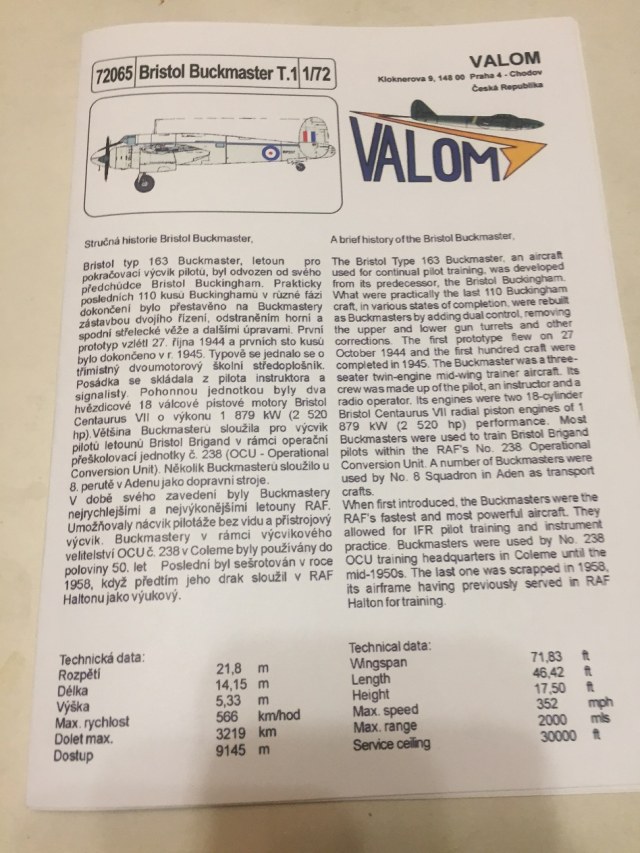 72065 Bristol Buckmaster T.1 1/72
VALOM
Kloknerova 9, 148 00 Praha 4 - Chodov
Česká Republika
VALOM
Stručná historie Bristol Buckmaster,
Bristol typ 163 Buckmaster, letoun pro
pokračovací výcvik pilotů, byl odvozen od svého
předchůdce Bristol Buckingham. Prakticky
posledních 110 kusů Buckinghamů v různé fázi
dokončení bylo přestavěno na Buckmastery
zástavbou dvojího řízení, odstraněním horní a
spodní střelecké věže a dalšími úpravami. První
prototyp vzlétl 27. října 1944 a prvních sto kusů
bylo dokončeno v r. 1945. Typově se jednalo se o
třímístný dvoumotorový školní středoplošník.
Posádka se skládala z pilota instruktora a
signalisty. Pohonnou jednotkou byly dva
hvězdicové 18 válcové pístové motory Bristol
Centaurus VII o výkonu 1 879 kW (2 520
hp).Většina Buckmasterů sloužila pro výcvik
pilotů letounů Bristol Brigand v rámci operační
přeškolovací jednotky č. 238 (OCU - Operational
Conversion Unit). Několik Buckmasterů sloužilo u
8. perutě v Adenu jako dopravní stroje.
V době svého zavedení byly Buckmastery
nejrychlejšími a nejvýkonějšími letouny RAF.
Umožňovaly nácvik pilotáže bez vidu a přístrojový
výcvik. Buckmastery v rámci výcvikového
velitelství OCU č. 238 v Coleme byly používány do
poloviny 50. let Poslední byl sešrotován v roce
1958, když předtím jeho drak sloužil v RAF
Haltonu jako výukový.
A brief history of the Bristol Buckmaster,
The Bristol Type 163 Buckmaster, an aircraft
used for continual pilot training, was developed
from its predecessor, the Bristol Buckingham.
What were practically the last 110 Buckingham
craft, in various states of completion, were rebuilt
as Buckmasters by adding dual control, removing
the upper and lower gun turrets and other
corrections. The first prototype flew on 27
October 1944 and the first hundred craft were
completed in 1945. The Buckmaster was a three-
seater twin-engine mid-wing trainer aircraft. Its
crew was made up of the pilot, an instructor and a
radio operator. Its engines were two 18-cylinder
Bristol Centaurus VII radial piston engines of 1
879 kW (2 520 hp) performance. Most
Buckmasters were used to train Bristol Brigand
pilots within the RAF's No. 238 Operational
Conversion Unit. A number of Buckmasters were
used by No. 8 Squadron in Aden as transport
crafts.
When first introduced, the Buckmasters were the
RAF's fastest and most powerful aircraft. They
allowed for IFR pilot training and instrument
practice. Buckmasters were used by No. 238
OCU training headquarters in Coleme until the
mid-1950s. The last one was scrapped in 1958,
its airframe having previously served in RAF
Halton for training.
Technická data:
Rozpětí 21,8 m
Délka 14,15 m
Výška 5,33 m
Max. rychlost 566 km/hod
Dolet max. 3219 km
Dostup 9145 m
Technical data:
Wingspan 71,83 ft
Length 46,42 ft
Height 17,50 ft
Max. speed 352 mph
Max. range 2000 mls
Service ceiling 30000 ft